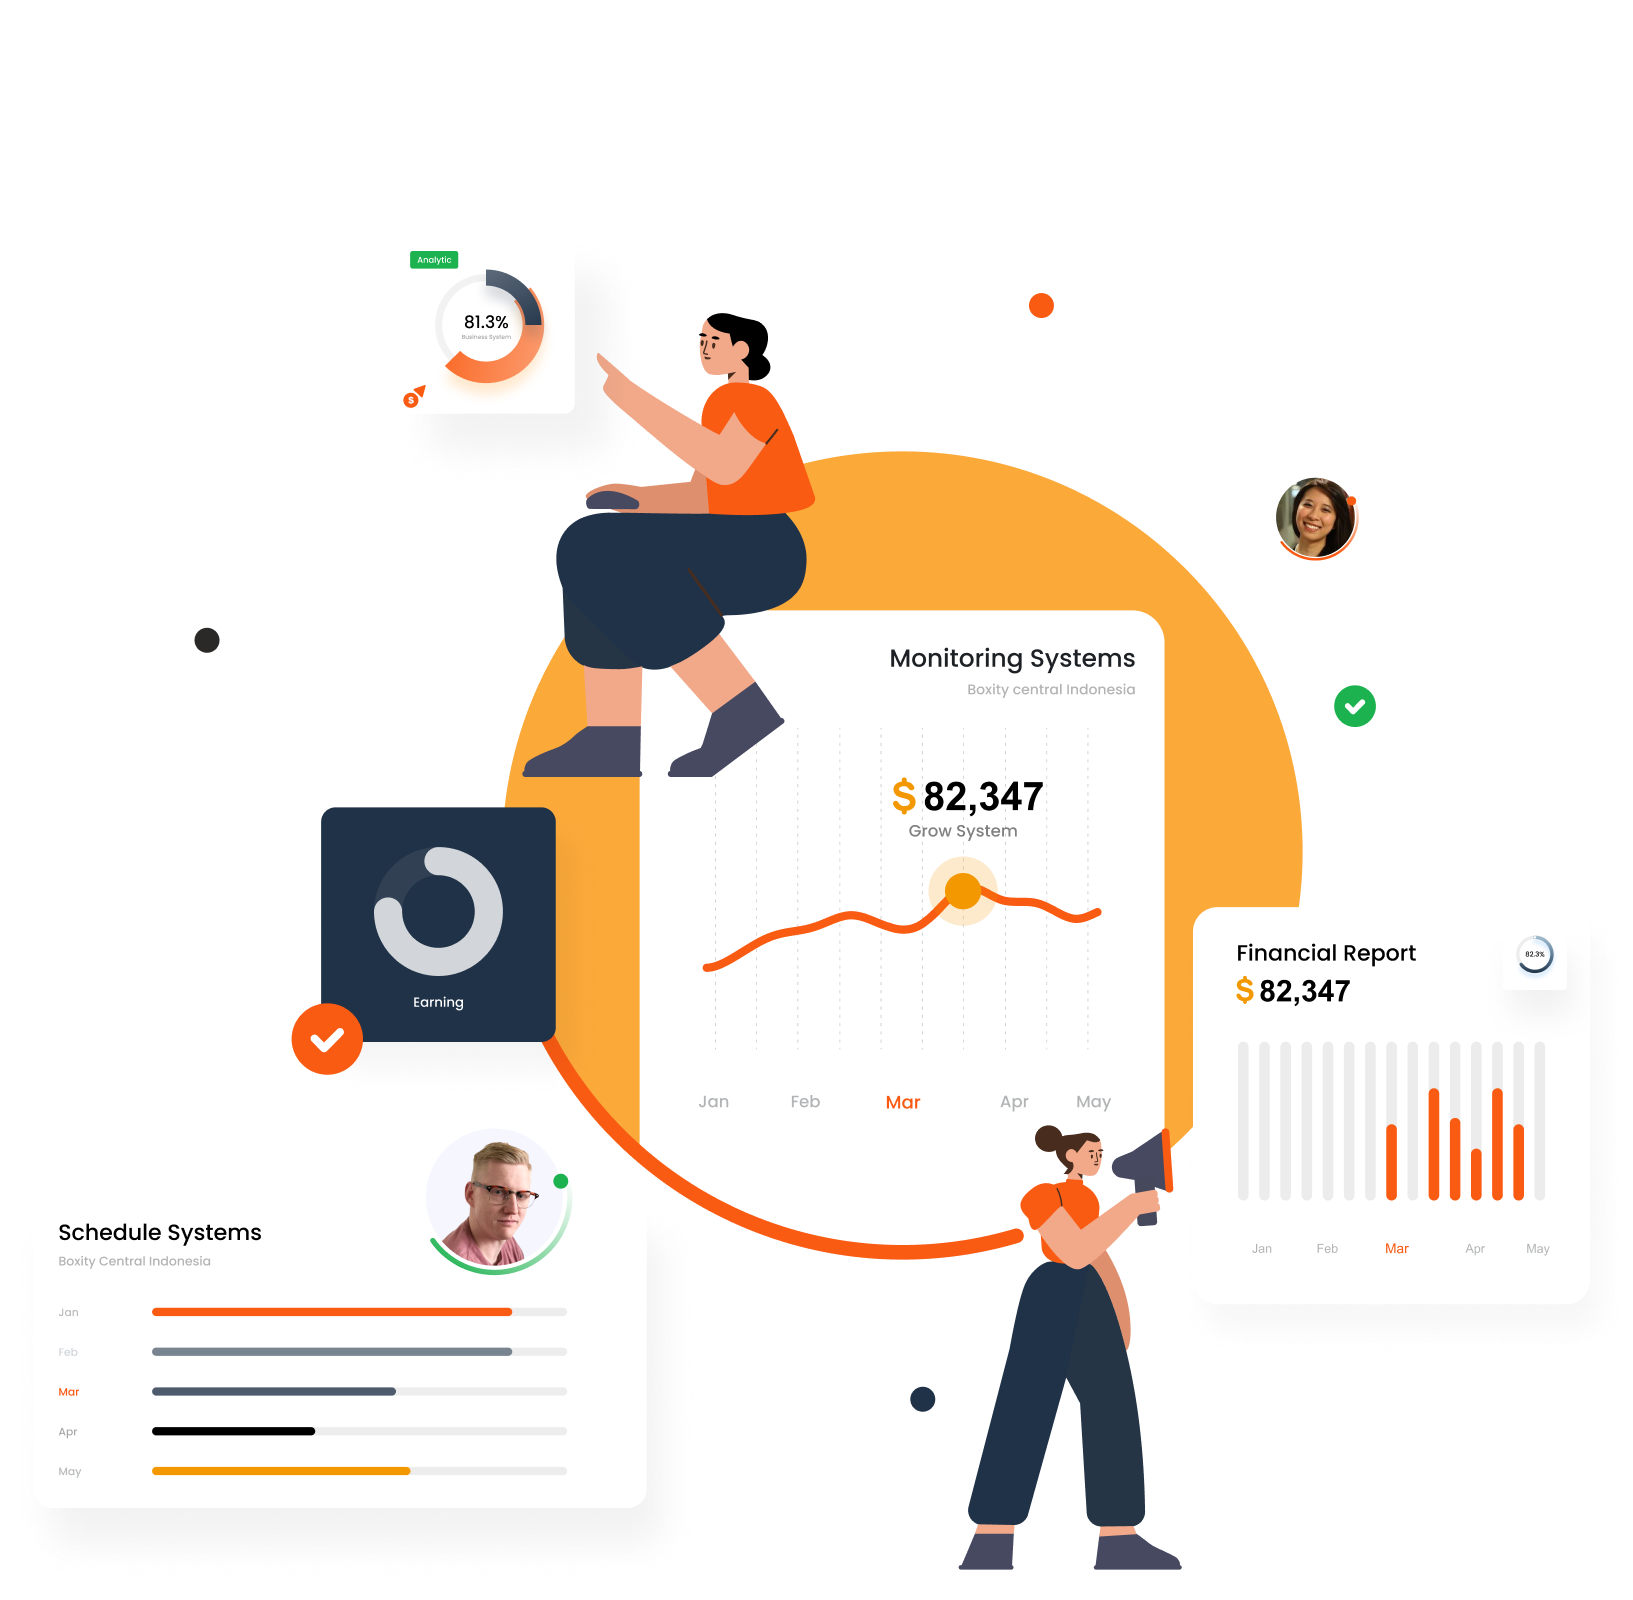 Analytic
81.3%
Business System
$
Monitoring Systems
Boxity central Indonesia
$ 82,347
Grow System
Jan Feb Mar Apr May
Earning
Financial Report
$ 82,347
82.3%
Jan Feb Mar Apr May
Schedule Systems
Boxity Central Indonesia
Jan
Feb
Mar
Apr
May